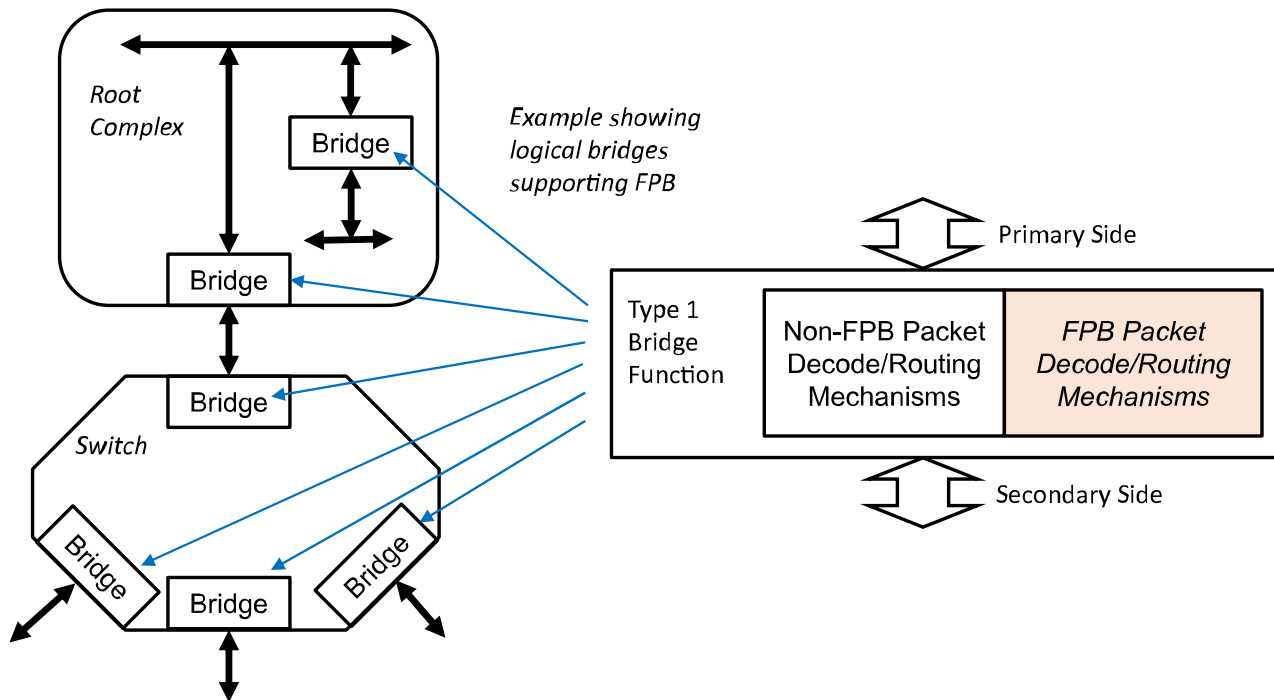 Root
Complex
Bridge
Bridge
Example showing
logical bridges
supporting FPB
Primary Side
Type 1
Bridge
Function
Non-FPB Packet
Decode/Routing
Mechanisms
FPB Packet
Decode/Routing
Mechanisms
Secondary Side
Bridge
Switch
Bridge
Bridge
Bridge